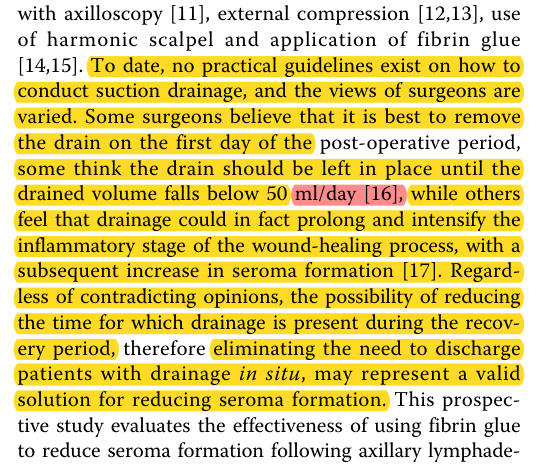 with axilloscopy [11], external compression [12,13], use
of harmonic scalpel and application of fibrin glue
[14,15]. To date, no practical guidelines exist on how to
conduct suction drainage, and the views of surgeons are
varied. Some surgeons believe that it is best to remove
the drain on the first day of the post-operative period,
some think the drain should be left in place until the
drained volume falls below 50 ml/day [16], while others
feel that drainage could in fact prolong and intensify the
inflammatory stage of the wound-healing process, with a
subsequent increase in seroma formation [17]. Regard-
less of contradicting opinions, the possibility of reducing
the time for which drainage is present during the recov-
ery period, therefore eliminating the need to discharge
patients with drainage in situ, may represent a valid
solution for reducing seroma formation. This prospec-
tive study evaluates the effectiveness of using fibrin glue
to reduce seroma formation following axillary lymphade-